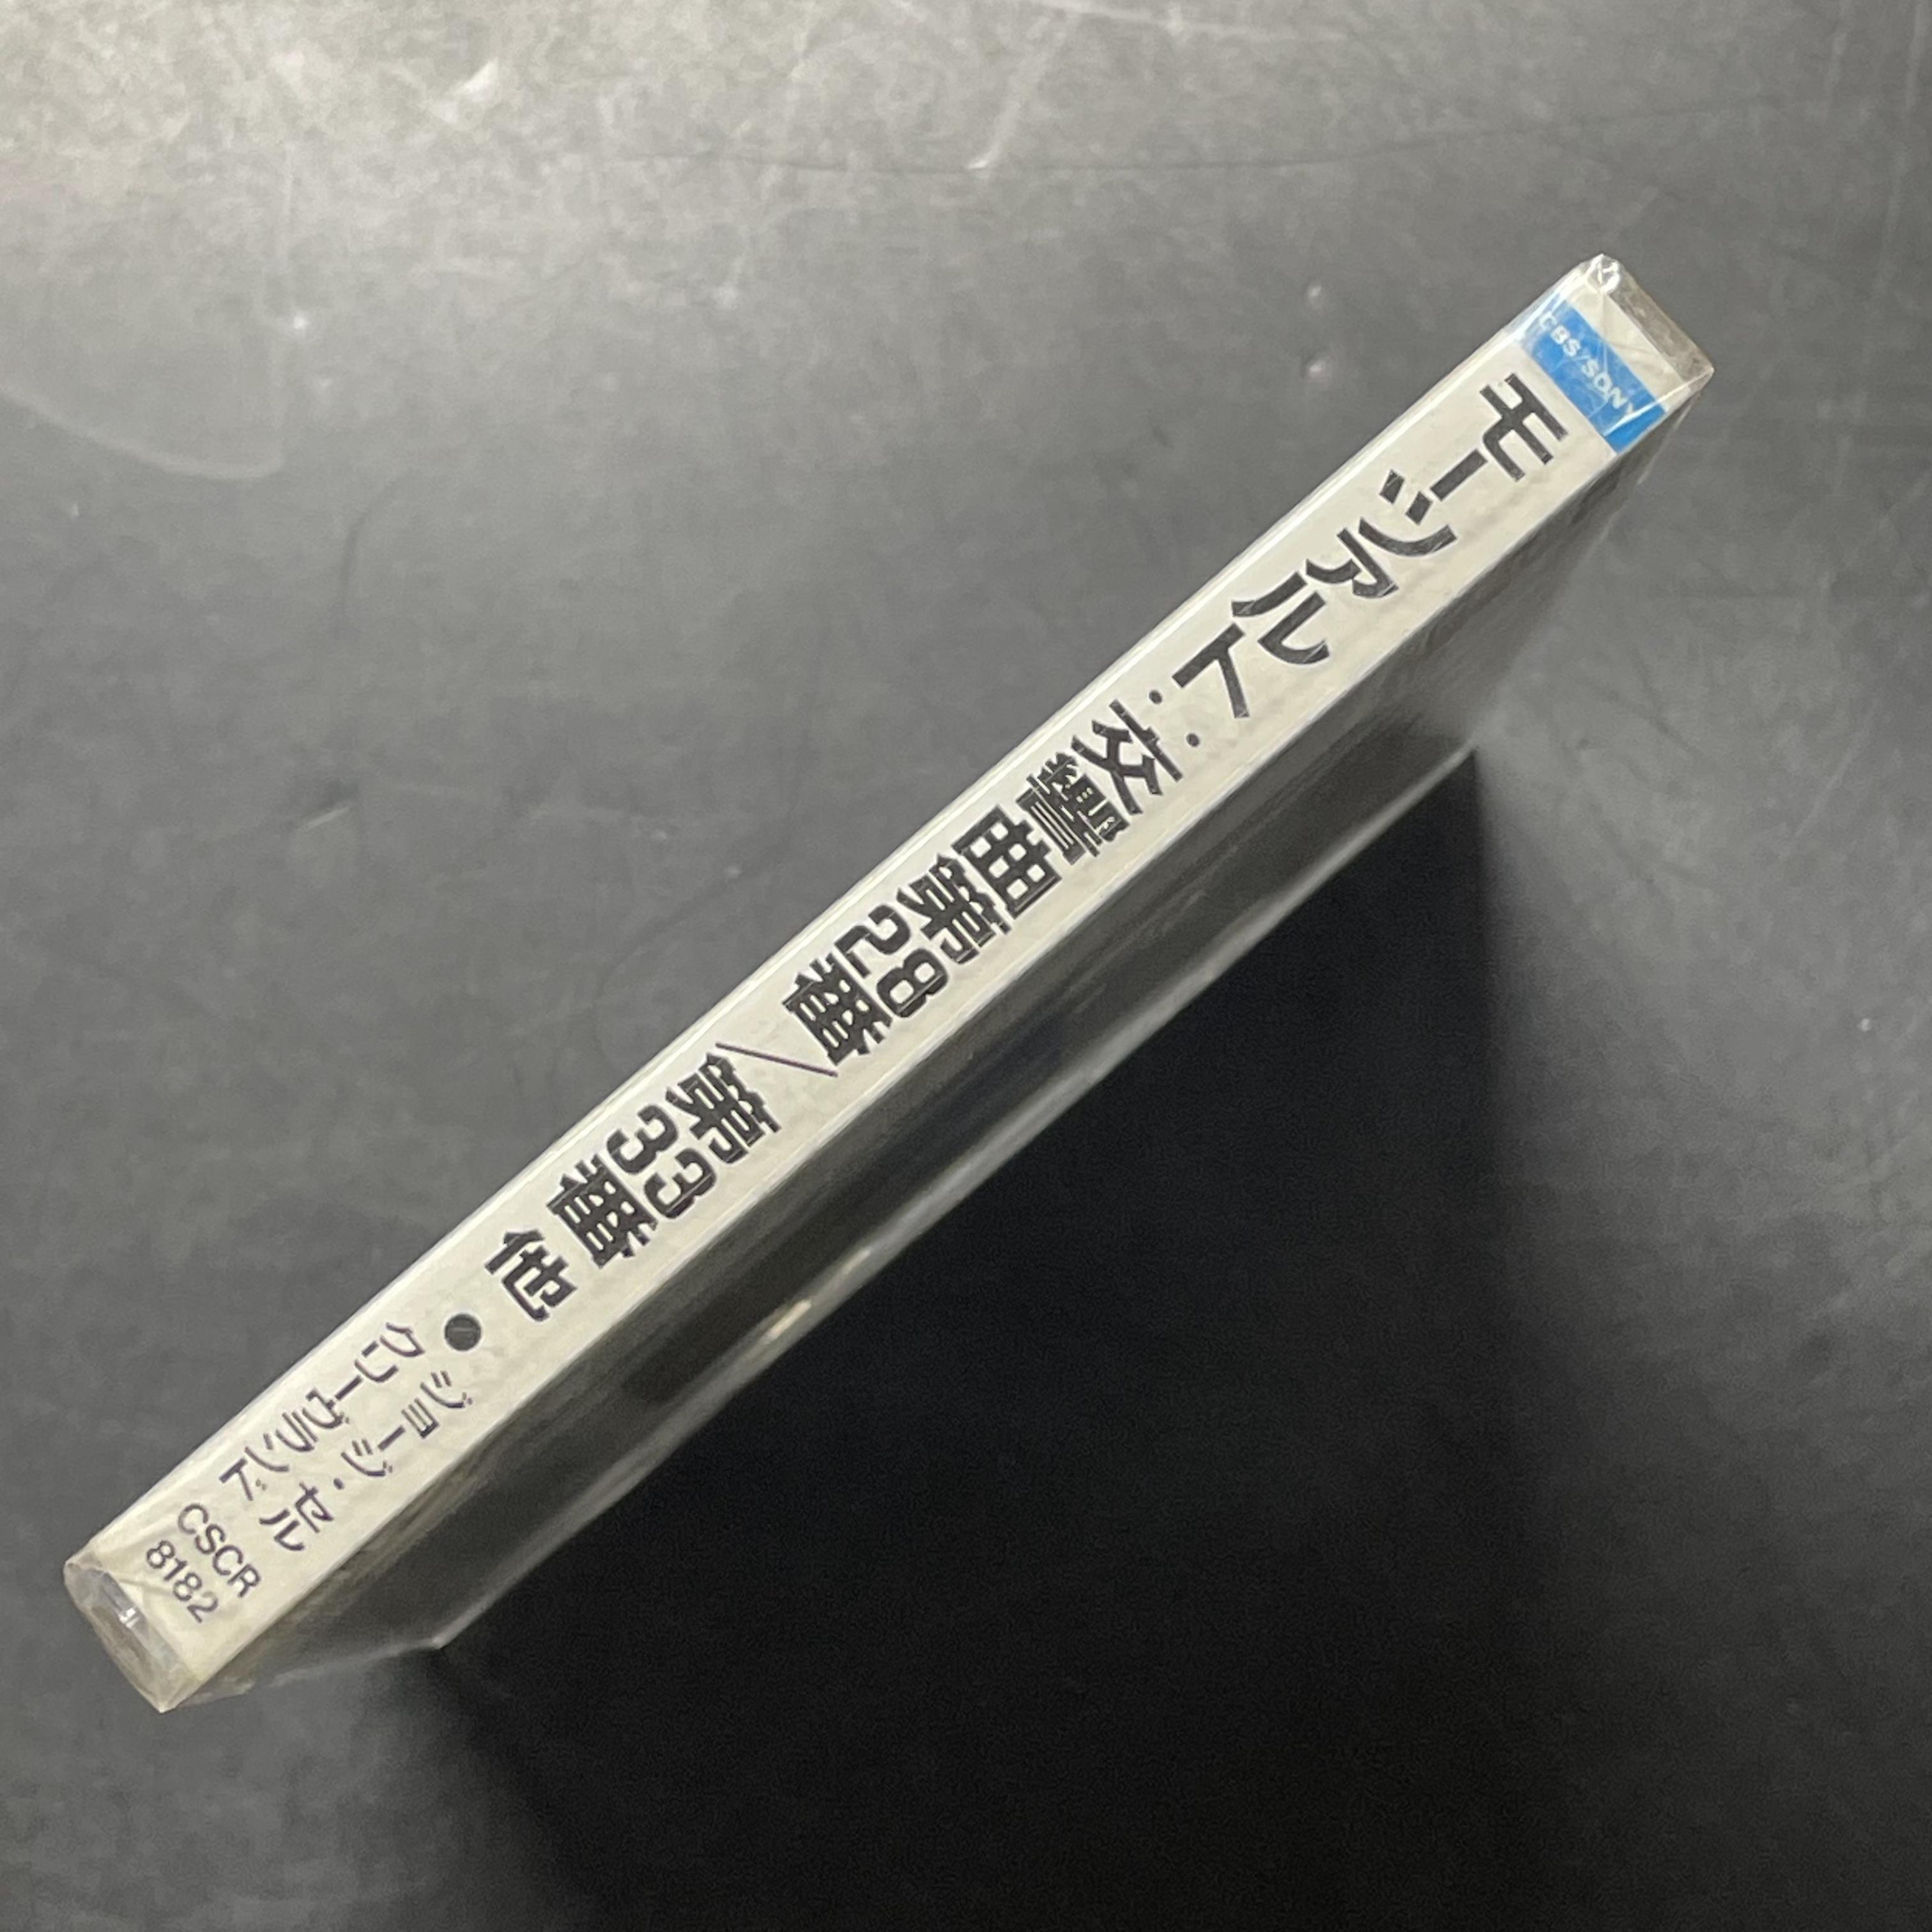 CBS/SONY
モーツァルト:交響曲第28番/第33番 他●
ジョージ・セル
クリーヴランド
CSCR
8182